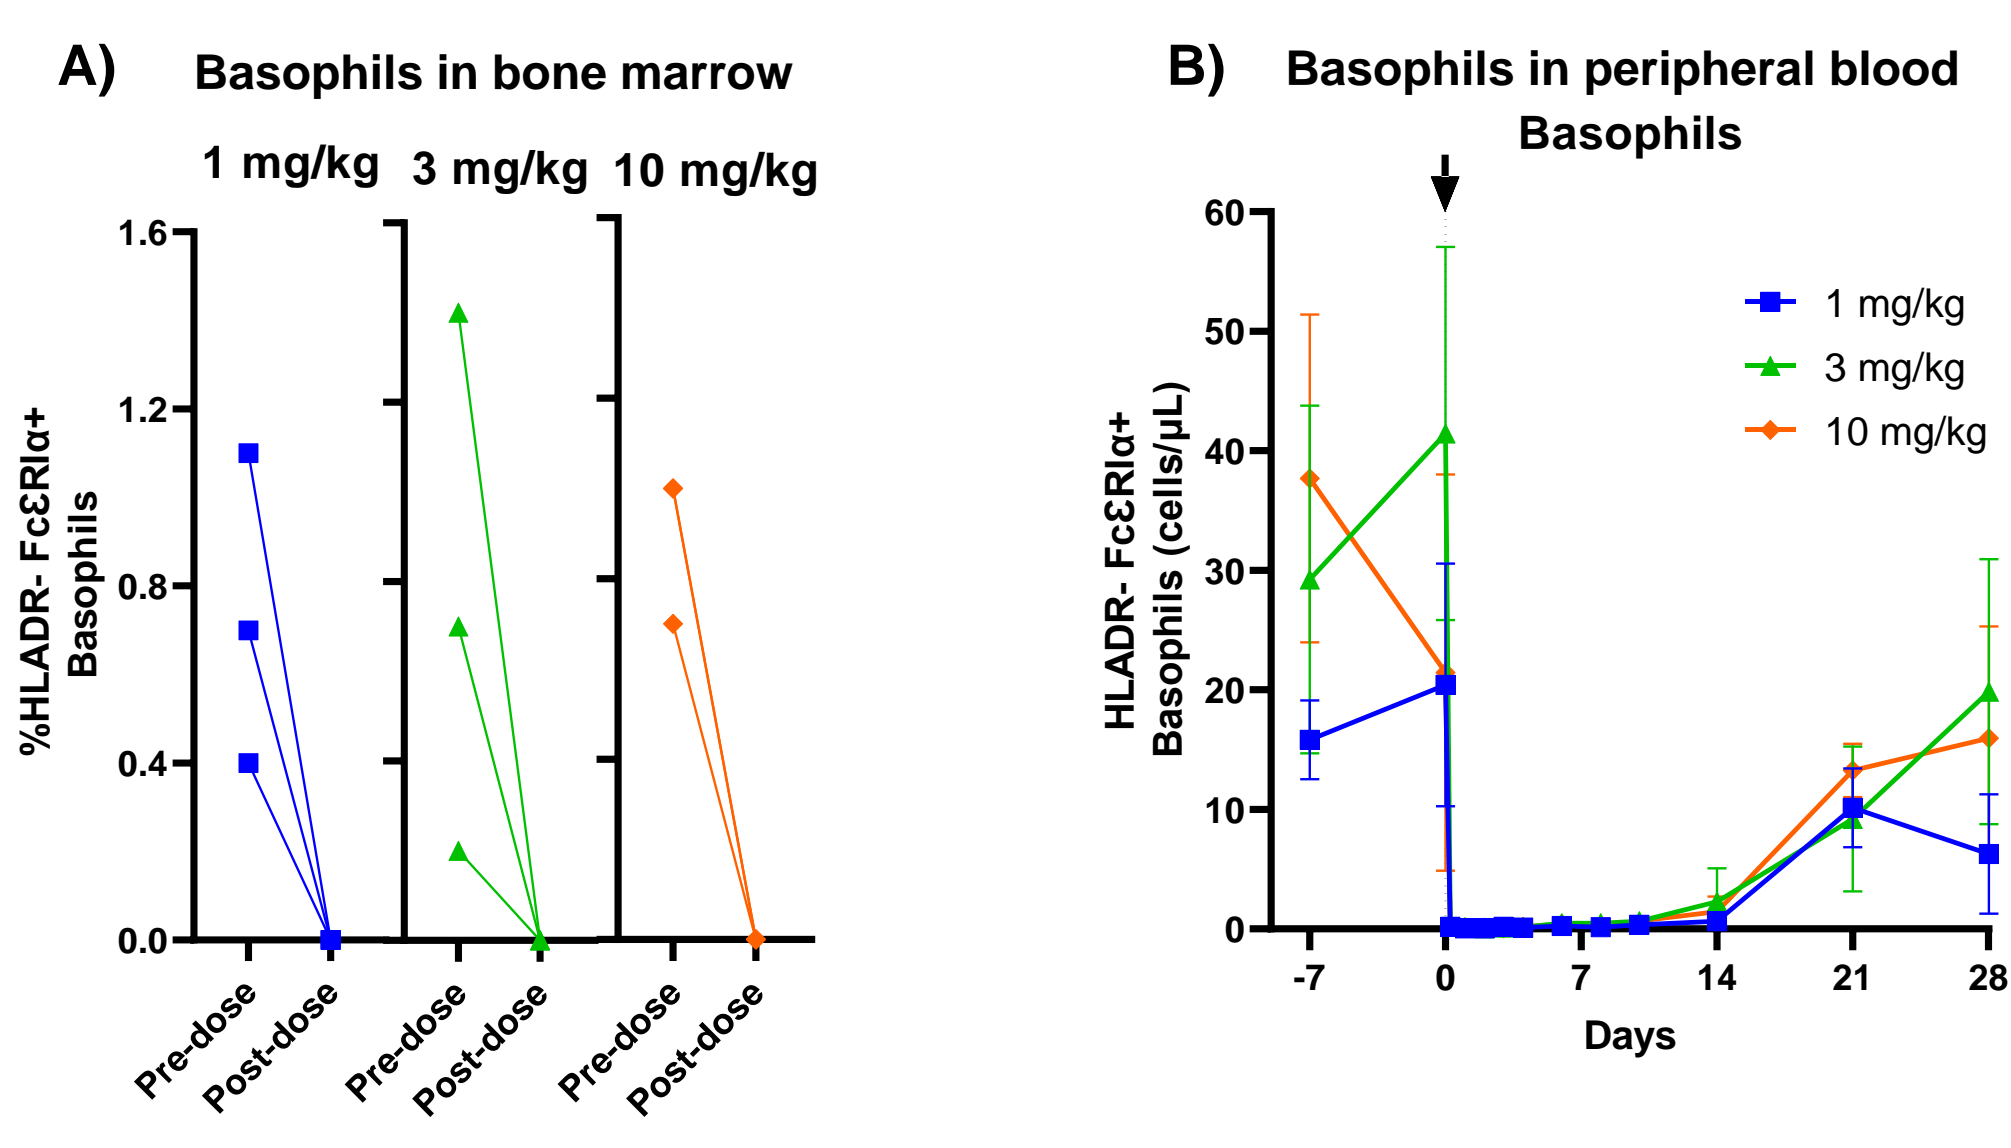 A)
Basophils in bone marrow
1 mg/kg
3 mg/kg
10 mg/kg
%HLADR- FcƐRIα+
Basophils
1.6
1.2
0.8
0.4
0.0
Pre-dose
Post-dose
Pre-dose
Post-dose
Pre-dose
Post-dose
B)
Basophils in peripheral blood
Basophils
HLADR- FcƐRIα+
Basophils (cells/µL)
60
50
40
30
20
10
0
-7
0
7
14
21
28
Days
1 mg/kg
3 mg/kg
10 mg/kg